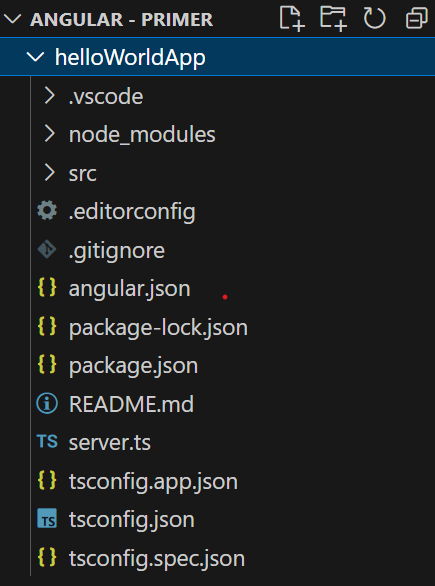 ANGULAR - PRIMER
helloWorldApp
.vscode
node_modules
src
.editorconfig
.gitignore
{} angular.json
{} package-lock.json
{} package.json
README.md
TS server.ts
{} tsconfig.app.json
TS tsconfig.json
{} tsconfig.spec.json